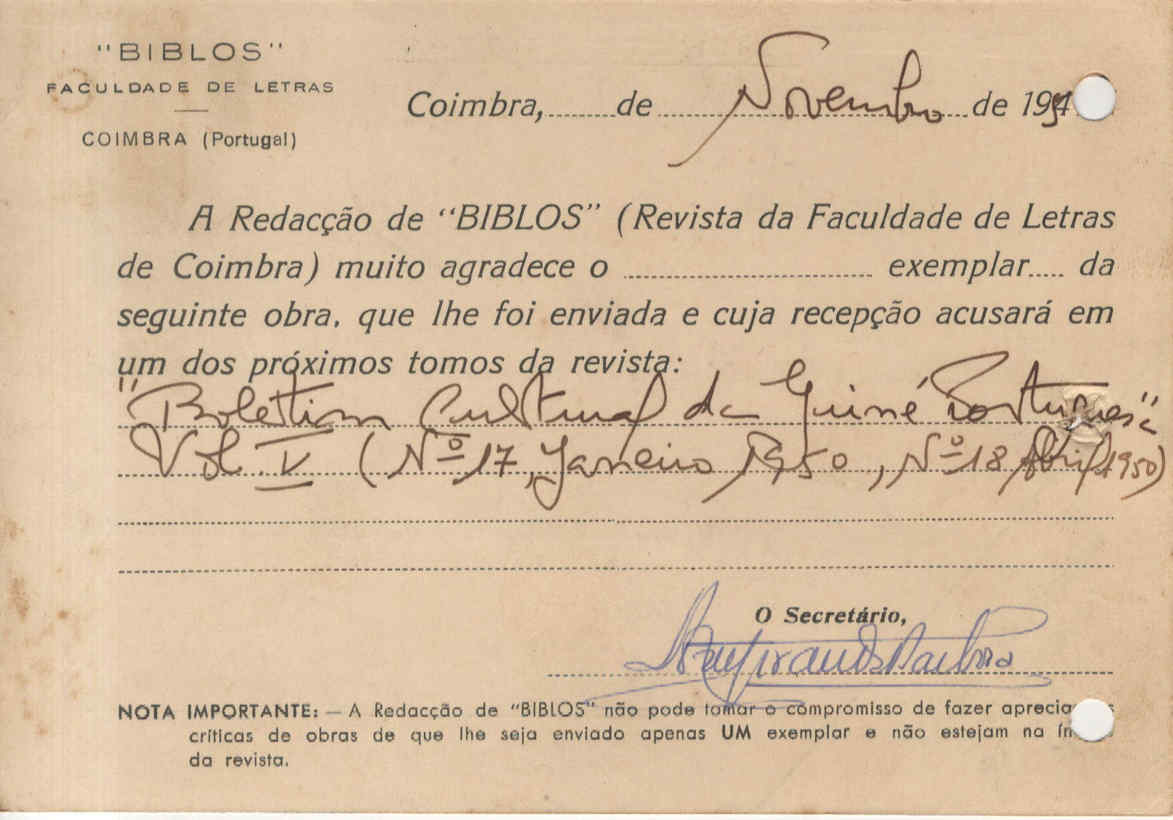 "BIBLOS"
FACULDADE DE LETRAS
COIMBRA (Portugal)
Coimbra, ........ de Novembro de 195
A Redacção de "BIBLOS" (Revista da Faculdade de Letras
de Coimbra) muito agradece o ........ exemplar..... da
seguinte obra, que lhe foi enviada e cuja recepção acusará em
um dos próximos tomos da revista:
"Boletim Cultural da Guiné Portuguesa"
Vol. V (Nº 17, Janeiro 1950, Nº 18 Abril 1950)
O Secretário,
NOTA IMPORTANTE: — A Redacção de "BIBLOS" não pode tomar o compromisso de fazer
críticas de obras de que lhe seja enviado apenas UM exemplar e não estejam na
da revista.